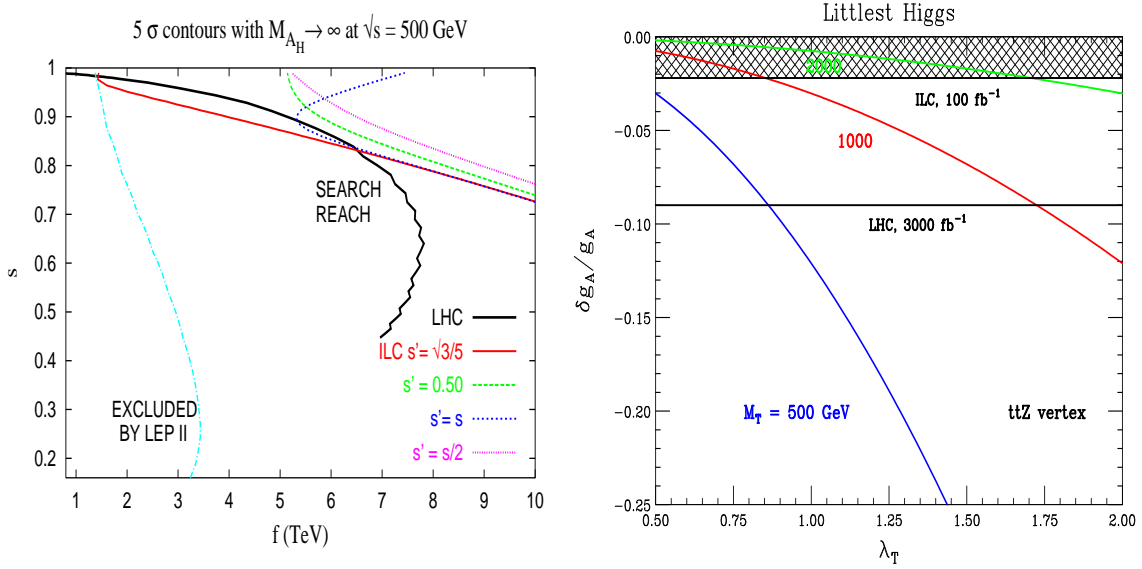 5 σ contours with M_{A_H} → ∞ at √s = 500 GeV
1
0.9
0.8
0.7
0.6
0.5
0.4
0.3
0.2
s
1 2 3 4 5 6 7 8 9 10
f (TeV)
SEARCH
REACH
EXCLUDED
BY LEP II
LHC
ILC s'= √3/5
s' = 0.50
s'= s
s' = s/2
Littlest Higgs
0.00
−0.05
−0.10
−0.15
−0.20
−0.25
δg_A/g_A
0.50 0.75 1.00 1.25 1.50 1.75 2.00
λ_T
2000
ILC, 100 fb⁻¹
1000
LHC, 3000 fb⁻¹
M_T = 500 GeV
ttZ vertex